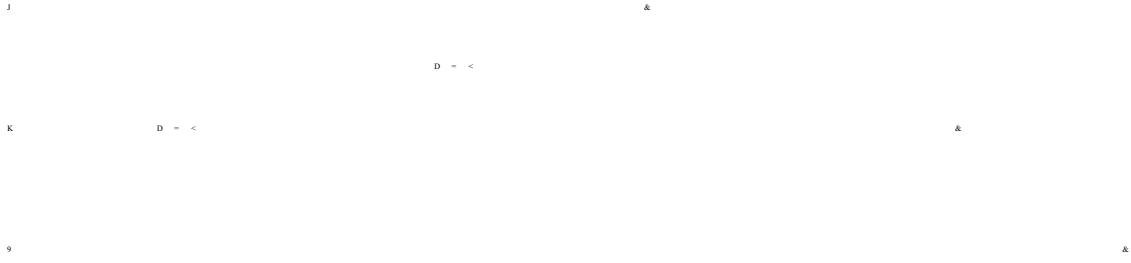 J &
D = <
K D = < &
9 &